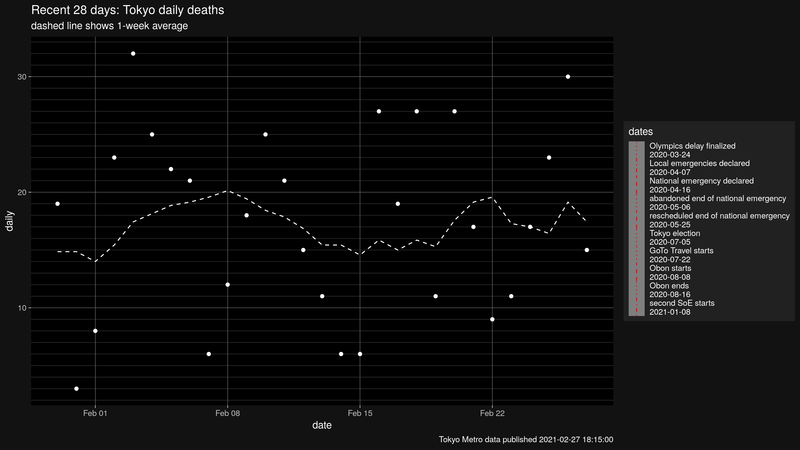 Recent 28 days: Tokyo daily deaths
dashed line shows 1-week average
30
20
10
daily
Feb 01
Feb 08
Feb 15
Feb 22
date
Tokyo Metro data published 2021-02-27 18:15:00
dates
Olympics delay finalized
2020-03-24
Local emergencies declared
2020-04-07
National emergency declared
2020-04-16
abandoned end of national emergency
2020-05-06
rescheduled end of national emergency
2020-05-25
Tokyo election
2020-07-05
GoTo Travel starts
2020-07-22
Obon starts
2020-08-08
Obon ends
2020-08-16
second SoE starts
2021-01-08